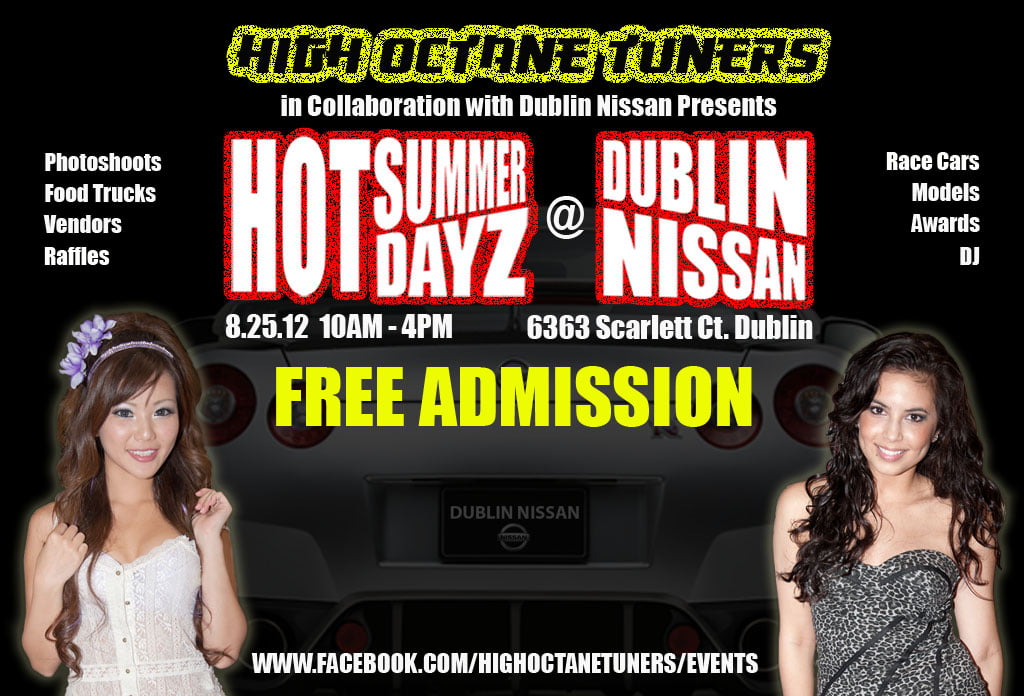 HIGH OCTANE TUNERS
in Collaboration with Dublin Nissan Presents
Photoshoots
Food Trucks
Vendors
Raffles
HOT SUMMER DAYZ
@
DUBLIN
NISSAN
Race Cars
Models
Awards
DJ
8.25.12 10AM - 4PM
6363 Scarlett Ct. Dublin
FREE ADMISSION
R
DUBLIN NISSAN
NISSAN
WWW.FACEBOOK.COM/HIGHOCTANETUNERS/EVENTS